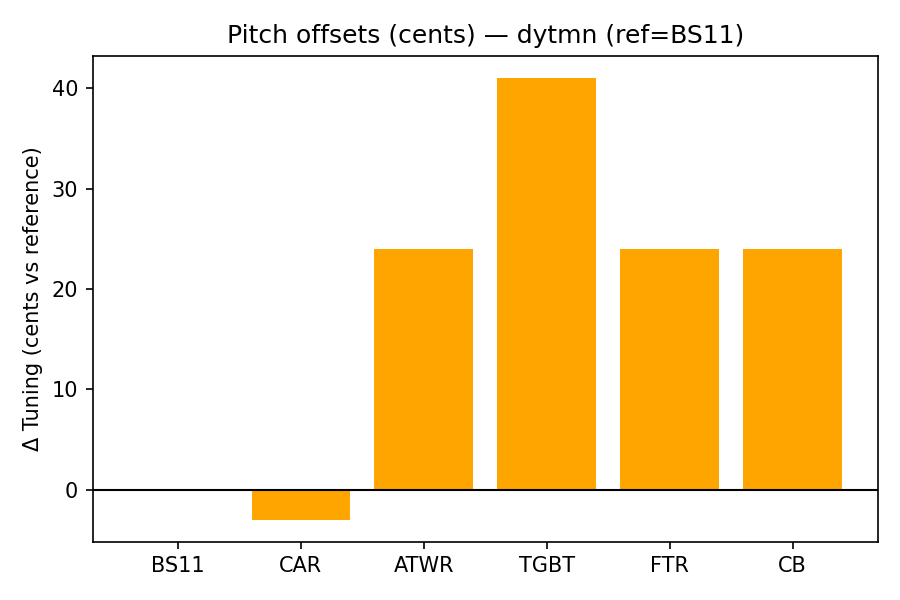 Pitch offsets (cents) — dytmn (ref=BS11)
Δ Tuning (cents vs reference)
40
30
20
10
0
BS11 CAR ATWR TGBT FTR CB